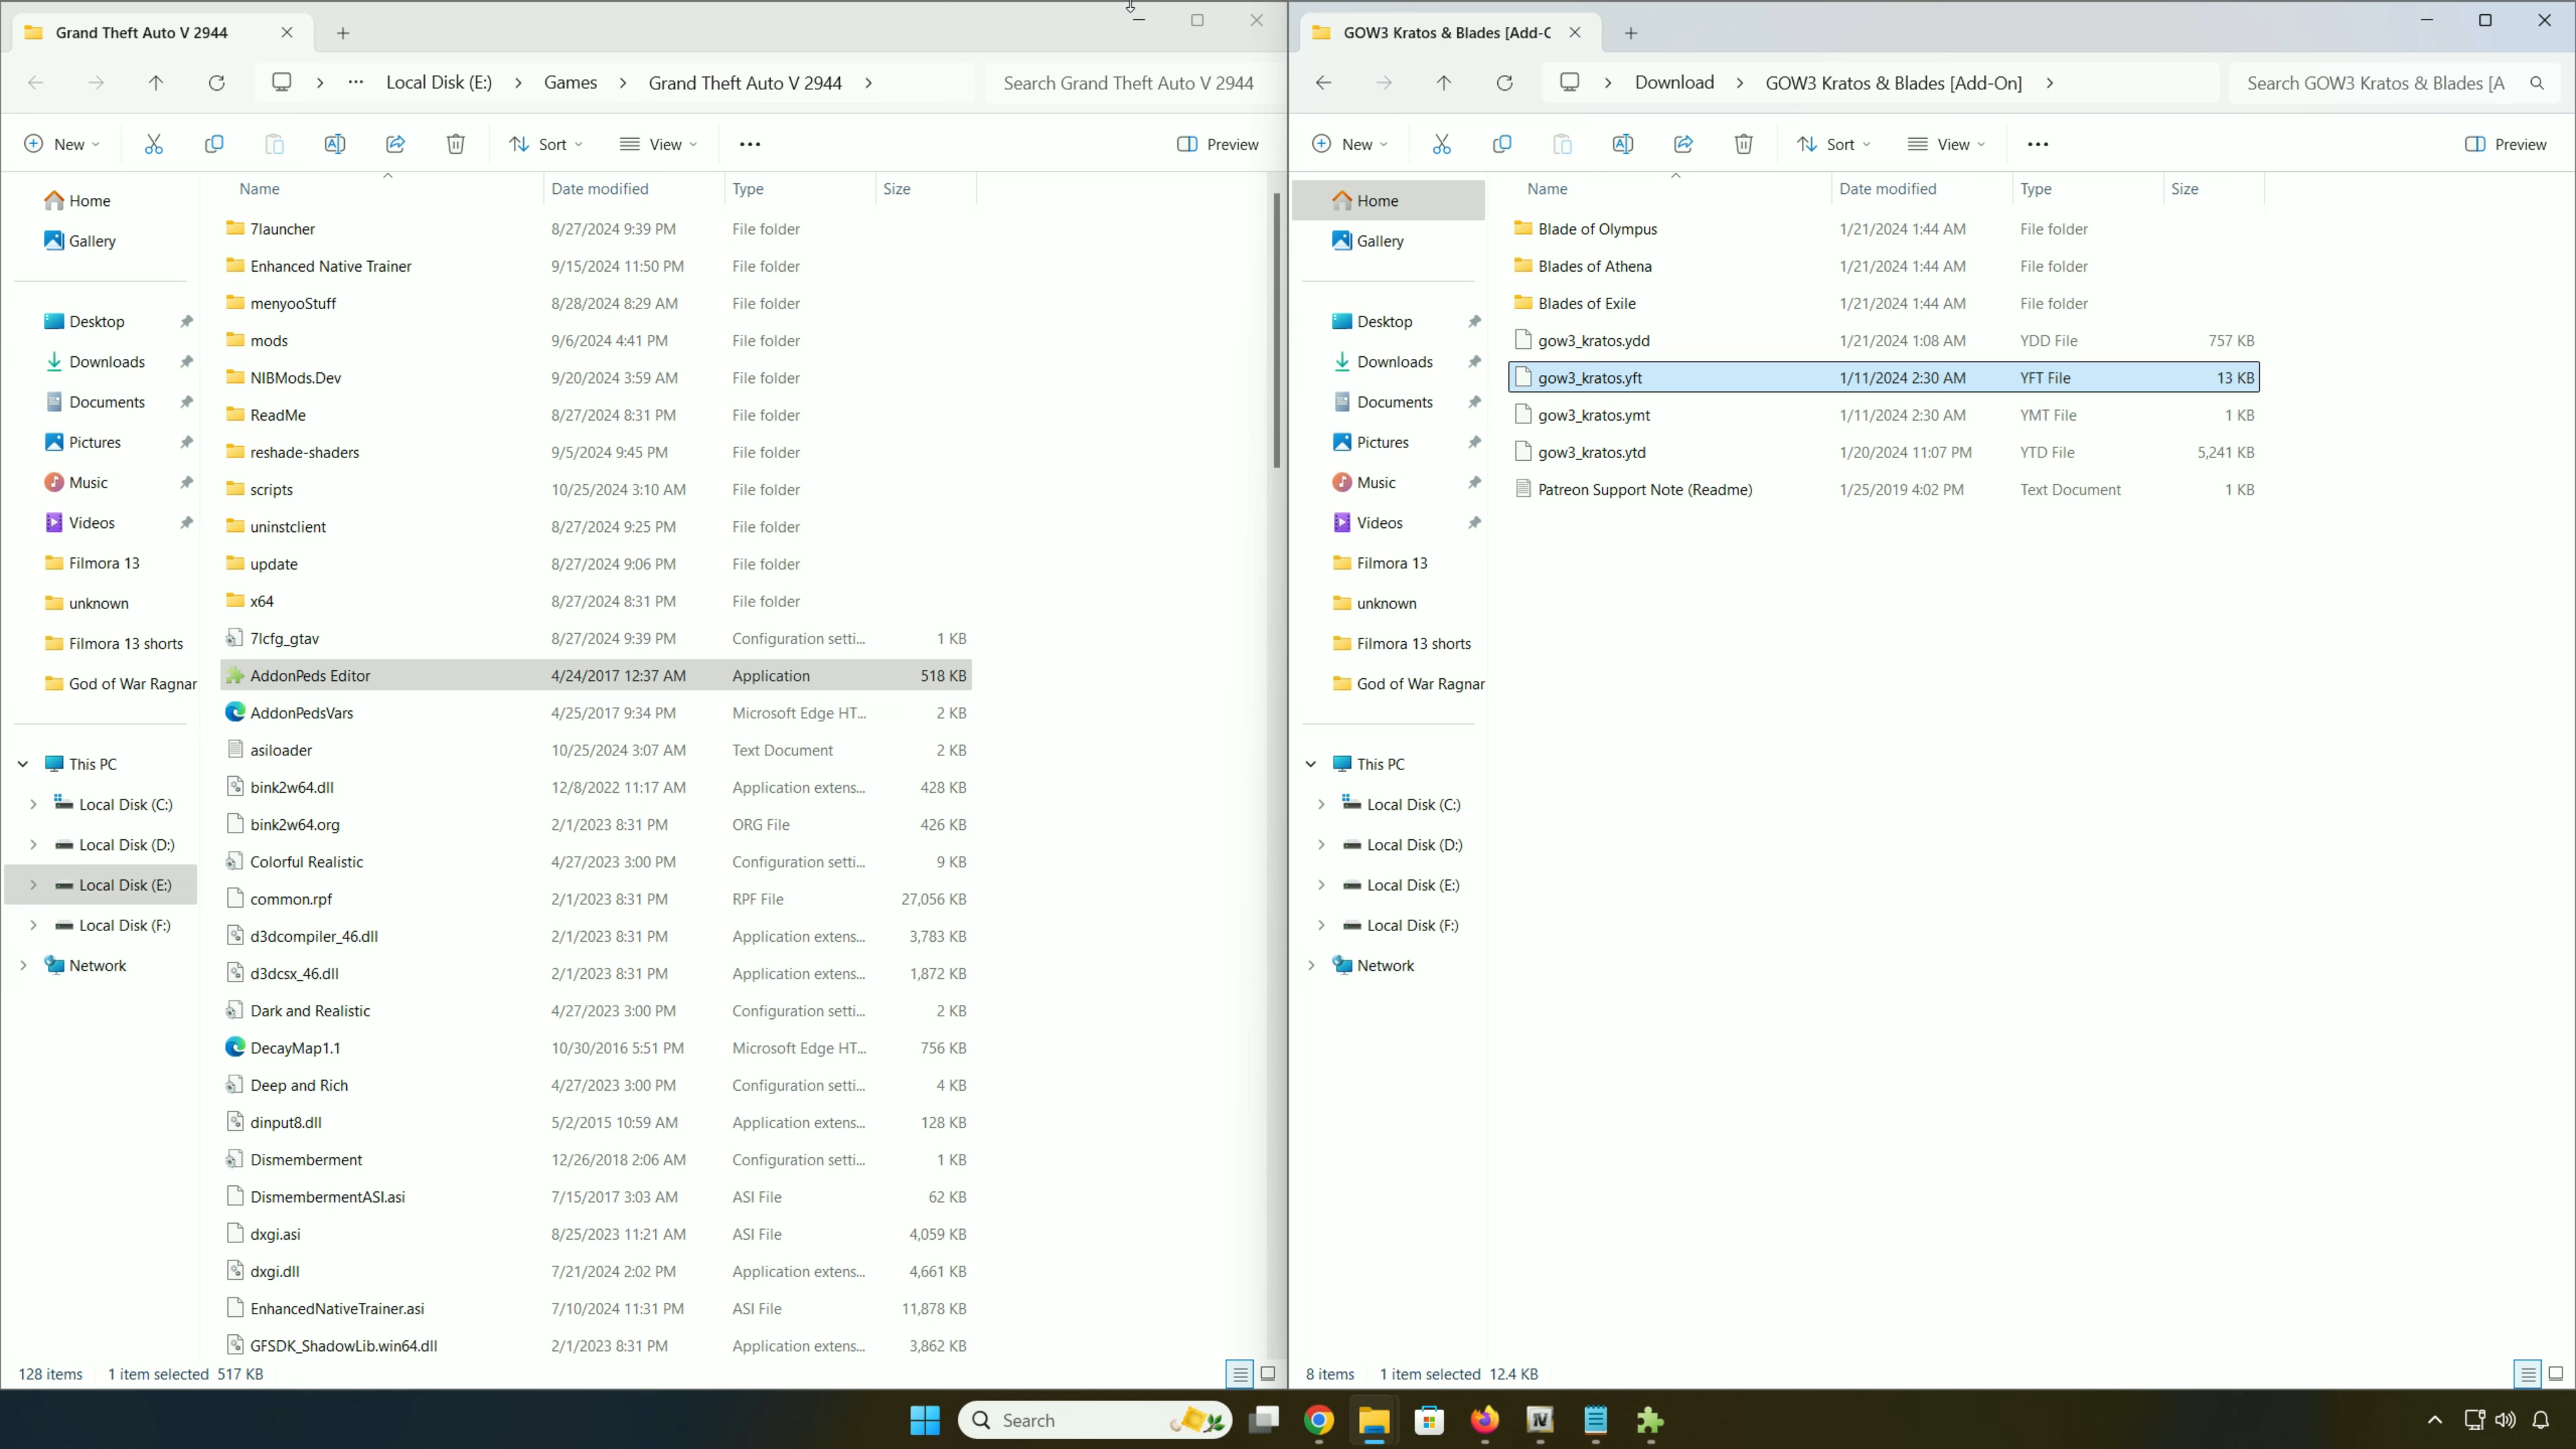 Grand Theft Auto V 2944
Local Disk (E:) Games Grand Theft Auto V 2944 Search Grand Theft Auto V 2944
New Sort View Preview
Name Date modified Type Size
Home
Gallery
Desktop
Downloads
Documents
Pictures
Music
Videos
Filmora 13
unknown
Filmora 13 shorts
God of War Ragnar
This PC
Local Disk (C:)
Local Disk (D:)
Local Disk (E:)
Local Disk (F:)
Network
7launcher 8/27/2024 9:39 PM File folder
Enhanced Native Trainer 9/15/2024 11:50 PM File folder
menyooStuff 8/28/2024 8:29 AM File folder
mods 9/6/2024 4:41 PM File folder
NIBMods.Dev 9/20/2024 3:59 AM File folder
ReadMe 8/27/2024 8:31 PM File folder
reshade-shaders 9/5/2024 9:45 PM File folder
scripts 10/25/2024 3:10 AM File folder
uninstclient 8/27/2024 9:25 PM File folder
update 8/27/2024 9:06 PM File folder
x64 8/27/2024 8:31 PM File folder
7lcfg_gtav 8/27/2024 9:39 PM Configuration setti... 1 KB
AddonPeds Editor 4/24/2017 12:37 AM Application 518 KB
AddonPedsVars 4/25/2017 9:34 PM Microsoft Edge HT... 2 KB
asiloader 10/25/2024 3:07 AM Text Document 2 KB
bink2w64.dll 12/8/2022 11:17 AM Application extens... 428 KB
bink2w64.org 2/1/2023 8:31 PM ORG File 426 KB
Colorful Realistic 4/27/2023 3:00 PM Configuration setti... 9 KB
common.rpf 2/1/2023 8:31 PM RPF File 27,056 KB
d3dcompiler_46.dll 2/1/2023 8:31 PM Application extens... 3,783 KB
d3dcsx_46.dll 2/1/2023 8:31 PM Application extens... 1,872 KB
Dark and Realistic 4/27/2023 3:00 PM Configuration setti... 2 KB
DecayMap1.1 10/30/2016 5:51 PM Microsoft Edge HT... 756 KB
Deep and Rich 4/27/2023 3:00 PM Configuration setti... 4 KB
dinput8.dll 5/2/2015 10:59 AM Application extens... 128 KB
Dismemberment 12/26/2018 2:06 AM Configuration setti... 1 KB
DismembermentASI.asi 7/15/2017 3:03 AM ASI File 62 KB
dxgi.asi 8/25/2023 11:21 AM ASI File 4,059 KB
dxgi.dll 7/21/2024 2:02 PM Application extens... 4,661 KB
EnhancedNativeTrainer.asi 7/10/2024 11:31 PM ASI File 11,878 KB
GFSDK_ShadowLib.win64.dll 2/1/2023 8:31 PM Application extens... 3,862 KB
128 items 1 item selected 517 KB
GOW3 Kratos & Blades [Add-O
Download GOW3 Kratos & Blades [Add-On] Search GOW3 Kratos & Blades [A
New Sort View Preview
Name Date modified Type Size
Home
Gallery
Desktop
Downloads
Documents
Pictures
Music
Videos
Filmora 13
unknown
Filmora 13 shorts
God of War Ragnar
This PC
Local Disk (C:)
Local Disk (D:)
Local Disk (E:)
Local Disk (F:)
Network
Blade of Olympus 1/21/2024 1:44 AM File folder
Blades of Athena 1/21/2024 1:44 AM File folder
Blades of Exile 1/21/2024 1:44 AM File folder
gow3_kratos.ydd 1/21/2024 1:08 AM YDD File 757 KB
gow3_kratos.yft 1/11/2024 2:30 AM YFT File 13 KB
gow3_kratos.ymt 1/11/2024 2:30 AM YMT File 1 KB
gow3_kratos.ytd 1/20/2024 11:07 PM YTD File 5,241 KB
Patreon Support Note (Readme) 1/25/2019 4:02 PM Text Document 1 KB
8 items 1 item selected 12.4 KB
Search
IV